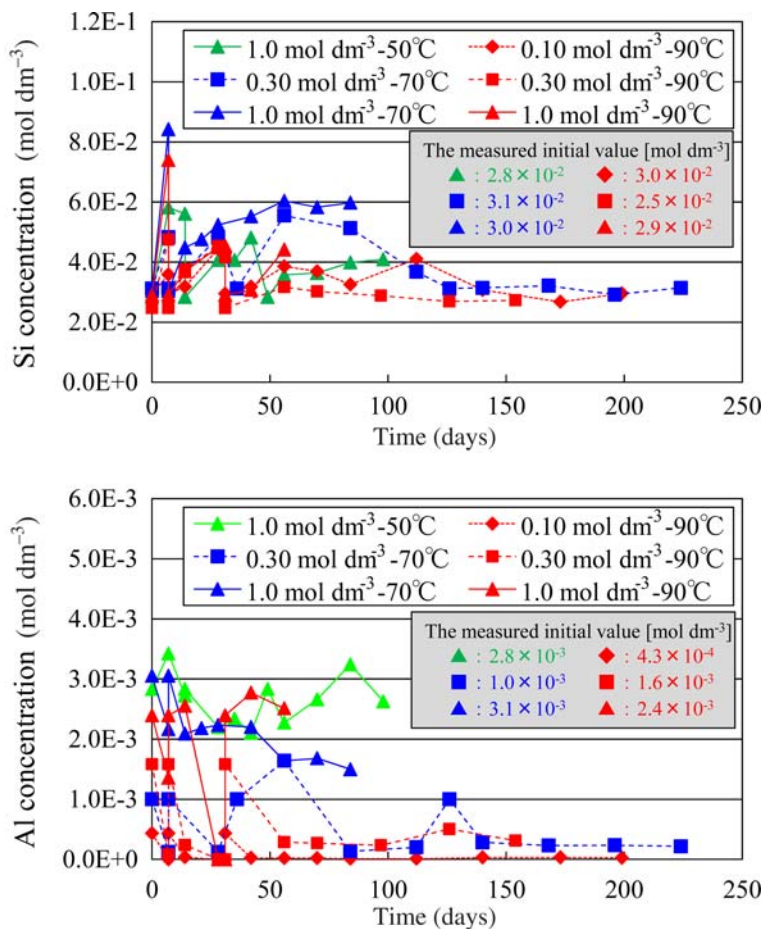 Si concentration (mol dm⁻³)
1.2E-1
1.0E-1
8.0E-2
6.0E-2
4.0E-2
2.0E-2
0.0E+0
1.0 mol dm⁻³-50℃ 0.10 mol dm⁻³-90℃
0.30 mol dm⁻³-70℃ 0.30 mol dm⁻³-90℃
1.0 mol dm⁻³-70℃ 1.0 mol dm⁻³-90℃
The measured initial value [mol dm⁻³]
: 2.8×10⁻² : 3.0×10⁻²
: 3.1×10⁻² : 2.5×10⁻²
: 3.0×10⁻² : 2.9×10⁻²
0 50 100 150 200 250
Time (days)
Al concentration (mol dm⁻³)
6.0E-3
5.0E-3
4.0E-3
3.0E-3
2.0E-3
1.0E-3
0.0E+0
1.0 mol dm⁻³-50℃ 0.10 mol dm⁻³-90℃
0.30 mol dm⁻³-70℃ 0.30 mol dm⁻³-90℃
1.0 mol dm⁻³-70℃ 1.0 mol dm⁻³-90℃
The measured initial value [mol dm⁻³]
: 2.8×10⁻³ : 4.3×10⁻⁴
: 1.0×10⁻³ : 1.6×10⁻³
: 3.1×10⁻³ : 2.4×10⁻³
0 50 100 150 200 250
Time (days)